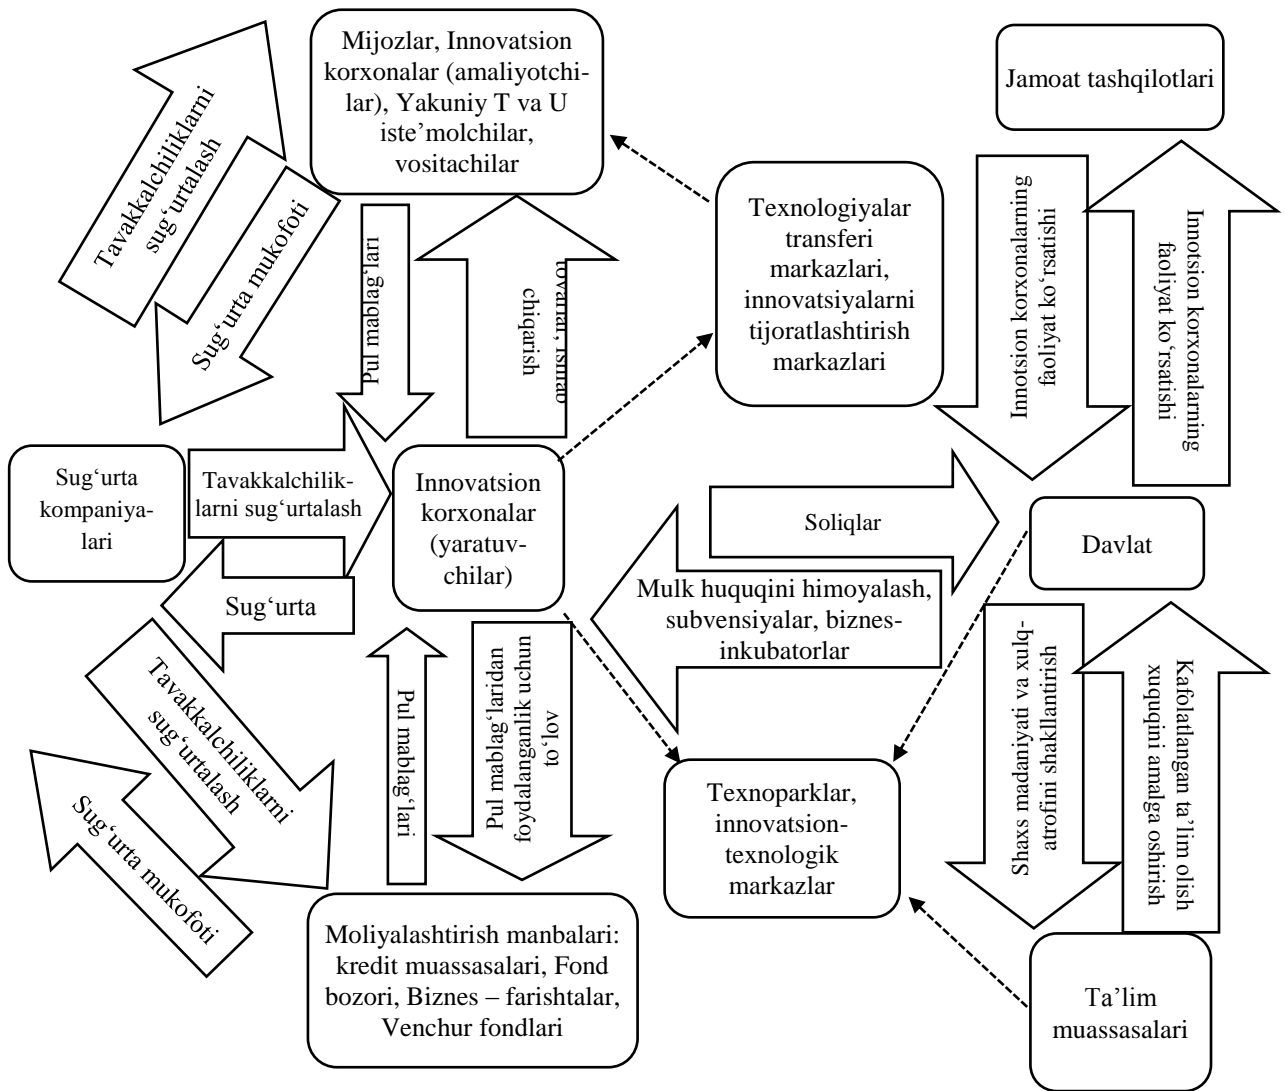 Mijozlar, Innovatsion
korxonalar (amaliyotchi-
lar), Yakuniy T va U
iste’molchilar,
vositachilar
Jamoat tashqilotlari
Tavakkalchiliklarni
sug‘urtalash
Sug‘urta mukofoti
Pul mablag‘lari
chiqarish
Texnologiyalar
transferi
markazlari,
innovatsiyalarni
tijoratlashtirish
markazlari
Innotsion korxonalarning
faoliyat ko‘rsatishi
Innotsion korxonalarning
faoliyat ko‘rsatishi
Sug‘urta
kompaniya-
lari
Tavakkalchilik-
larni sug‘urtalash
Innovatsion
korxonalar
(yaratuv-
chilar)
Soliqlar
Davlat
Sug‘urta
Mulk huquqini himoyalash,
subvensiyalar, biznes-
inkubatorlar
Tavakkalchiliklarni
sug‘urtalash
Sug‘urta mukofoti
Pul mablag‘lari
Pul mablag‘laridan
foydalanganlik uchun
to‘lov
Shaxs madaniyati va xulq-
atrofini shakllantirish
Kafolatlangan ta’lim olish
xuquqini amalga oshirish
Texnoparklar,
innovatsion-
texnologik
markazlar
Moliyalashtirish manbalari:
kredit muassasalari, Fond
bozori, Biznes – farishtalar,
Venchur fondlari
Ta’lim
muassasalari